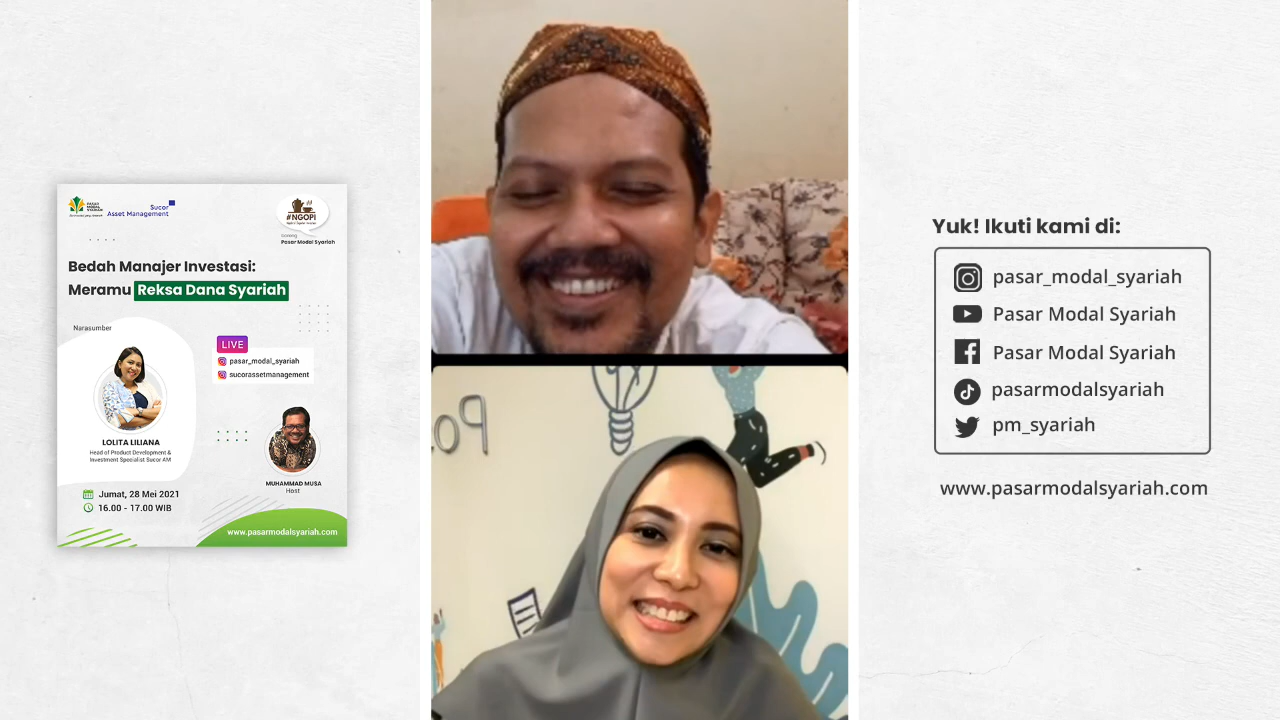 PASAR
MODAL
SYARIAH
Sucor
Asset Management
#NGOPI
bareng
Pasar Modal Syariah
Bedah Manajer Investasi:
Meramu Reksa Dana Syariah
Narasumber
LIVE
pasar_modal_syariah
sucorassetmanagement
LOLITA LILIANA
Head of Product Development &
Investment Specialist Sucor AM
MUHAMMAD MUSA
Host
Jumat, 28 Mei 2021
16.00 - 17.00 WIB
www.pasarmodalsyariah.com
Yuk! Ikuti kami di:
pasar_modal_syariah
Pasar Modal Syariah
Pasar Modal Syariah
pasarmodalsyariah
pm_syariah
www.pasarmodalsyariah.com